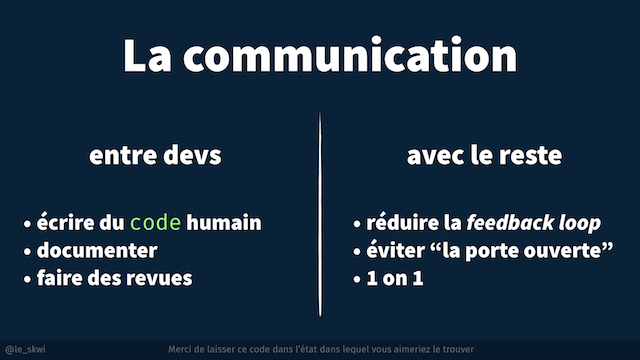 La communication
entre devs
• écrire du code humain
• documenter
• faire des revues
avec le reste
• réduire la feedback loop
• éviter “la porte ouverte”
• 1 on 1
@le_skwi
Merci de laisser ce code dans l'état dans lequel vous aimeriez le trouver